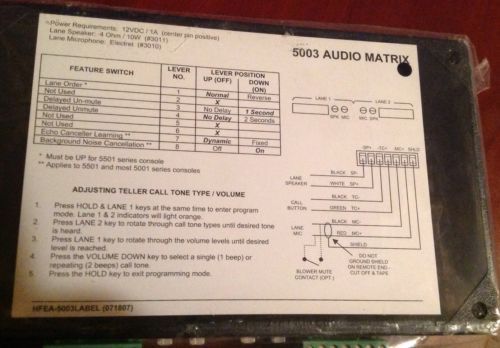 Power Requirements: 12VDC / 1A (center pin positive)
Lane Speaker: 4 Ohm / 10W (#3011)
Lane Microphone: Electret (#3010)
5003 AUDIO MATRIX
FEATURE SWITCH LEVER NO. LEVER POSITION UP (OFF) DOWN (ON)
Lane Order * 1 Normal Reverse
Not Used 2 X
Delayed Un-mute 3 No Delay 1 Second
Delayed Unmute 4 No Delay 2 Seconds
Not Used 5 X
Not Used 6 X
Echo Canceller Learning ** 7 Dynamic Fixed
Background Noise Cancellation ** 8 Off On
* Must be UP for 5501 series console
** Applies to 5501 and most 5001 series consoles
ADJUSTING TELLER CALL TONE TYPE / VOLUME
1. Press HOLD & LANE 1 keys at the same time to enter program
mode. Lane 1 & 2 indicators will light orange.
2. Press LANE 2 key to rotate through call tone types until desired tone
is heard.
3. Press LANE 1 key to rotate through the volume levels until desired
level is reached.
4. Press the VOLUME DOWN key to select a single (1 beep) or
repeating (2 beeps) call tone.
5. Press the HOLD key to exit programming mode.
HFEA-5003LABEL (071807)
LANE 1 LANE 2
SPK MIC MIC SPK
SP+ -TC+ MC+ SHLD
LANE SPEAKER
BLACK SP-
WHITE SP+
CALL BUTTON
BLACK TC-
GREEN TC+
LANE MIC
BLACK MC-
RED MC+
SHIELD
BLOWER MUTE
CONTACT (OPT.)
DO NOT
GROUND SHIELD
ON REMOTE END -
CUT OFF & TAPE